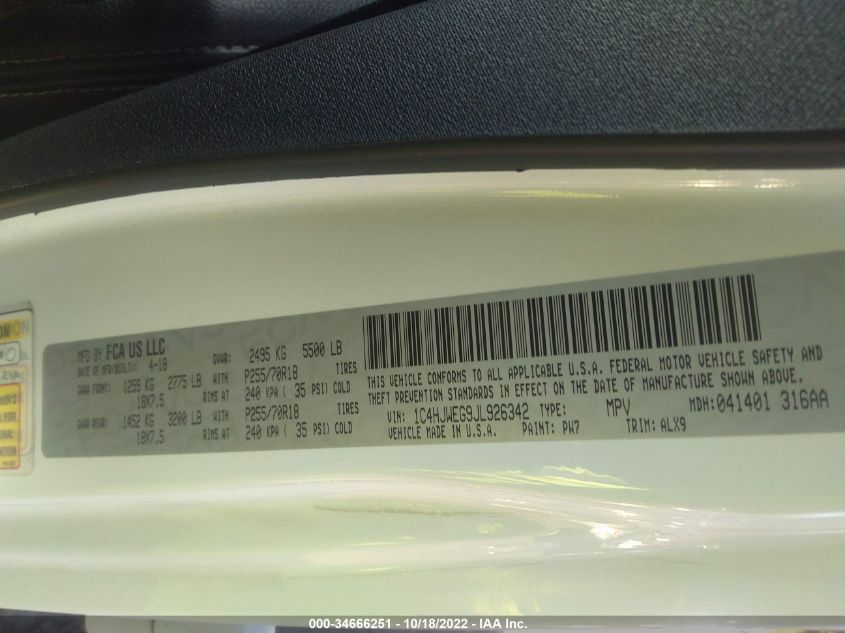 MFD BY FCA US LLC
DATE OF MFR(BUILT): 4-18 GVWR: 2495 KG 5500 LB
GAWR FRONT: 1259 KG 2775 LB WITH P255/70R18 TIRES
18X7.5 RIMS AT 240 KPA ( 35 PSI) COLD
GAWR REAR: 1452 KG 3200 LB WITH P255/70R18 TIRES
18X7.5 RIMS AT 240 KPA ( 35 PSI) COLD
THIS VEHICLE CONFORMS TO ALL APPLICABLE U.S.A. FEDERAL MOTOR VEHICLE SAFETY AND
THEFT PREVENTION STANDARDS IN EFFECT ON THE DATE OF MANUFACTURE SHOWN ABOVE.
VIN: 1C4HJWEG9JL926342 TYPE: MPV MDH:041401 316AA
VEHICLE MADE IN U.S.A. PAINT: PW7 TRIM: ALX9
000-34666251 - 10/18/2022 - IAA Inc.